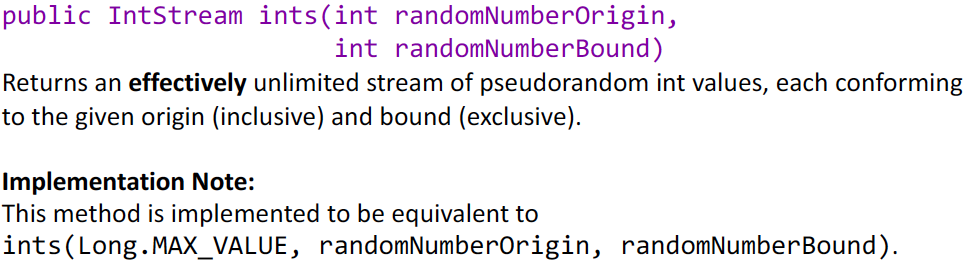 public IntStream ints(int randomNumberOrigin,
int randomNumberBound)
Returns an effectively unlimited stream of pseudorandom int values, each conforming
to the given origin (inclusive) and bound (exclusive).
Implementation Note:
This method is implemented to be equivalent to
ints(Long.MAX_VALUE, randomNumberOrigin, randomNumberBound).